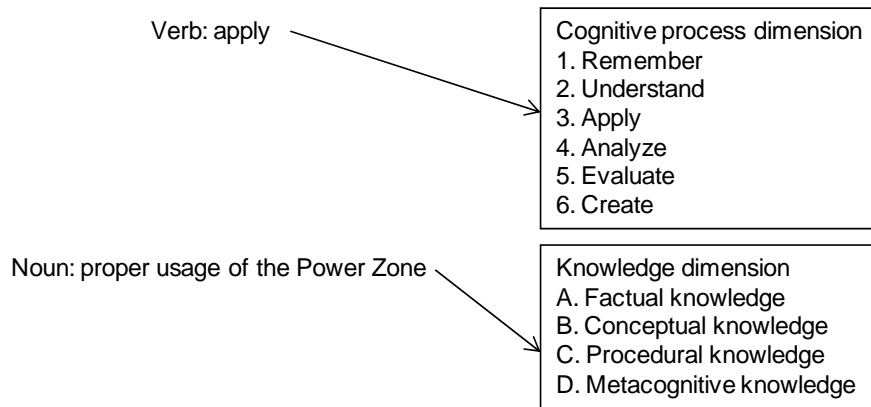 Verb: apply
Cognitive process dimension
1. Remember
2. Understand
3. Apply
4. Analyze
5. Evaluate
6. Create
Noun: proper usage of the Power Zone
Knowledge dimension
A. Factual knowledge
B. Conceptual knowledge
C. Procedural knowledge
D. Metacognitive knowledge